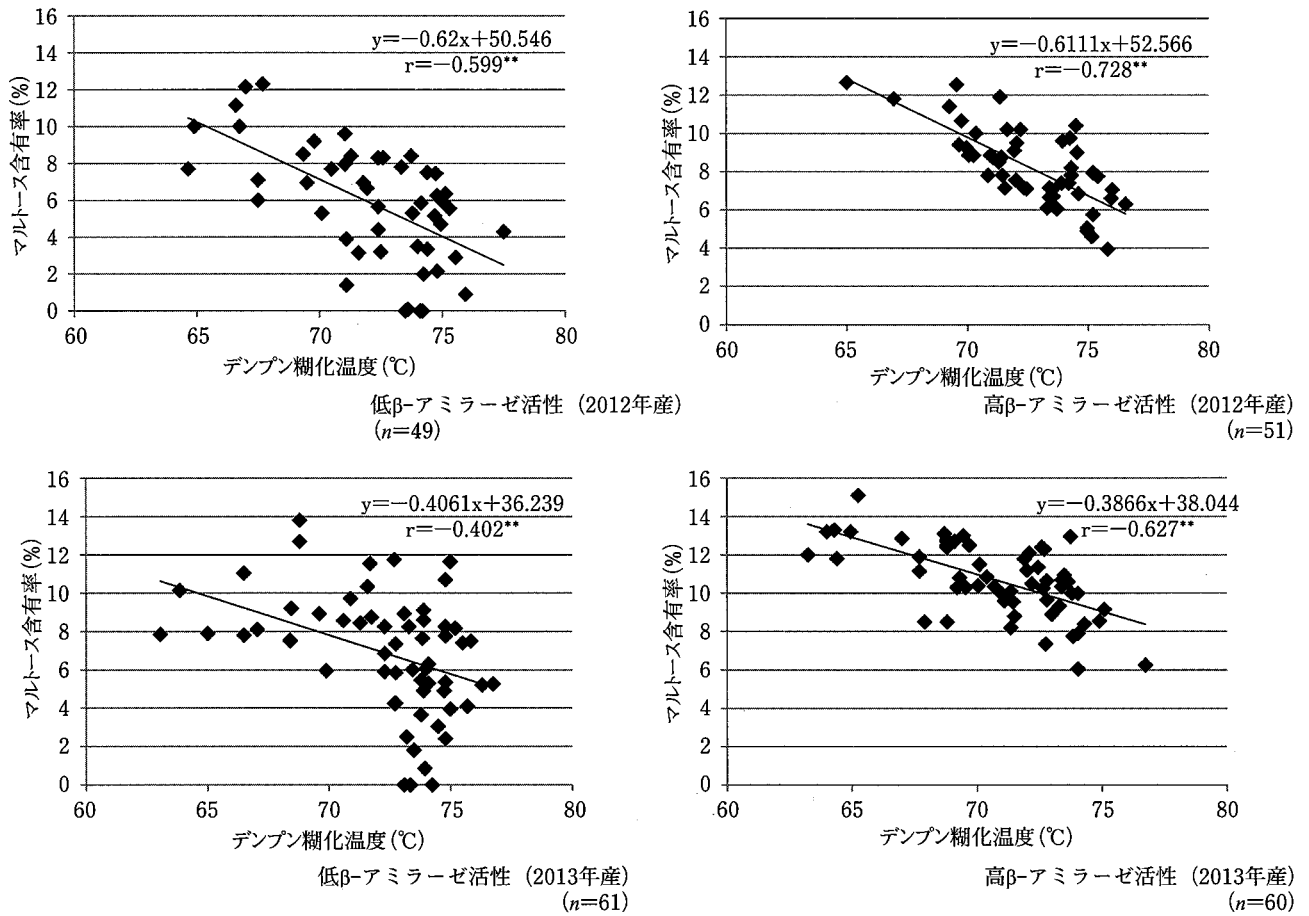 16
14
12
10
8
6
4
2
0
マルトース含有率(%)
y=−0.62x+50.546
r=−0.599**
60 65 70 75 80
デンプン糊化温度(℃)
低β-アミラーゼ活性(2012年産)
(n=49)
16
14
12
10
8
6
4
2
0
マルトース含有率(%)
y=−0.6111x+52.566
r=−0.728**
60 65 70 75 80
デンプン糊化温度(℃)
高β-アミラーゼ活性(2012年産)
(n=51)
16
14
12
10
8
6
4
2
0
マルトース含有率(%)
y=−0.4061x+36.239
r=−0.402**
60 65 70 75 80
デンプン糊化温度(℃)
低β-アミラーゼ活性(2013年産)
(n=61)
16
14
12
10
8
6
4
2
0
マルトース含有率(%)
y=−0.3866x+38.044
r=−0.627**
60 65 70 75 80
デンプン糊化温度(℃)
高β-アミラーゼ活性(2013年産)
(n=60)